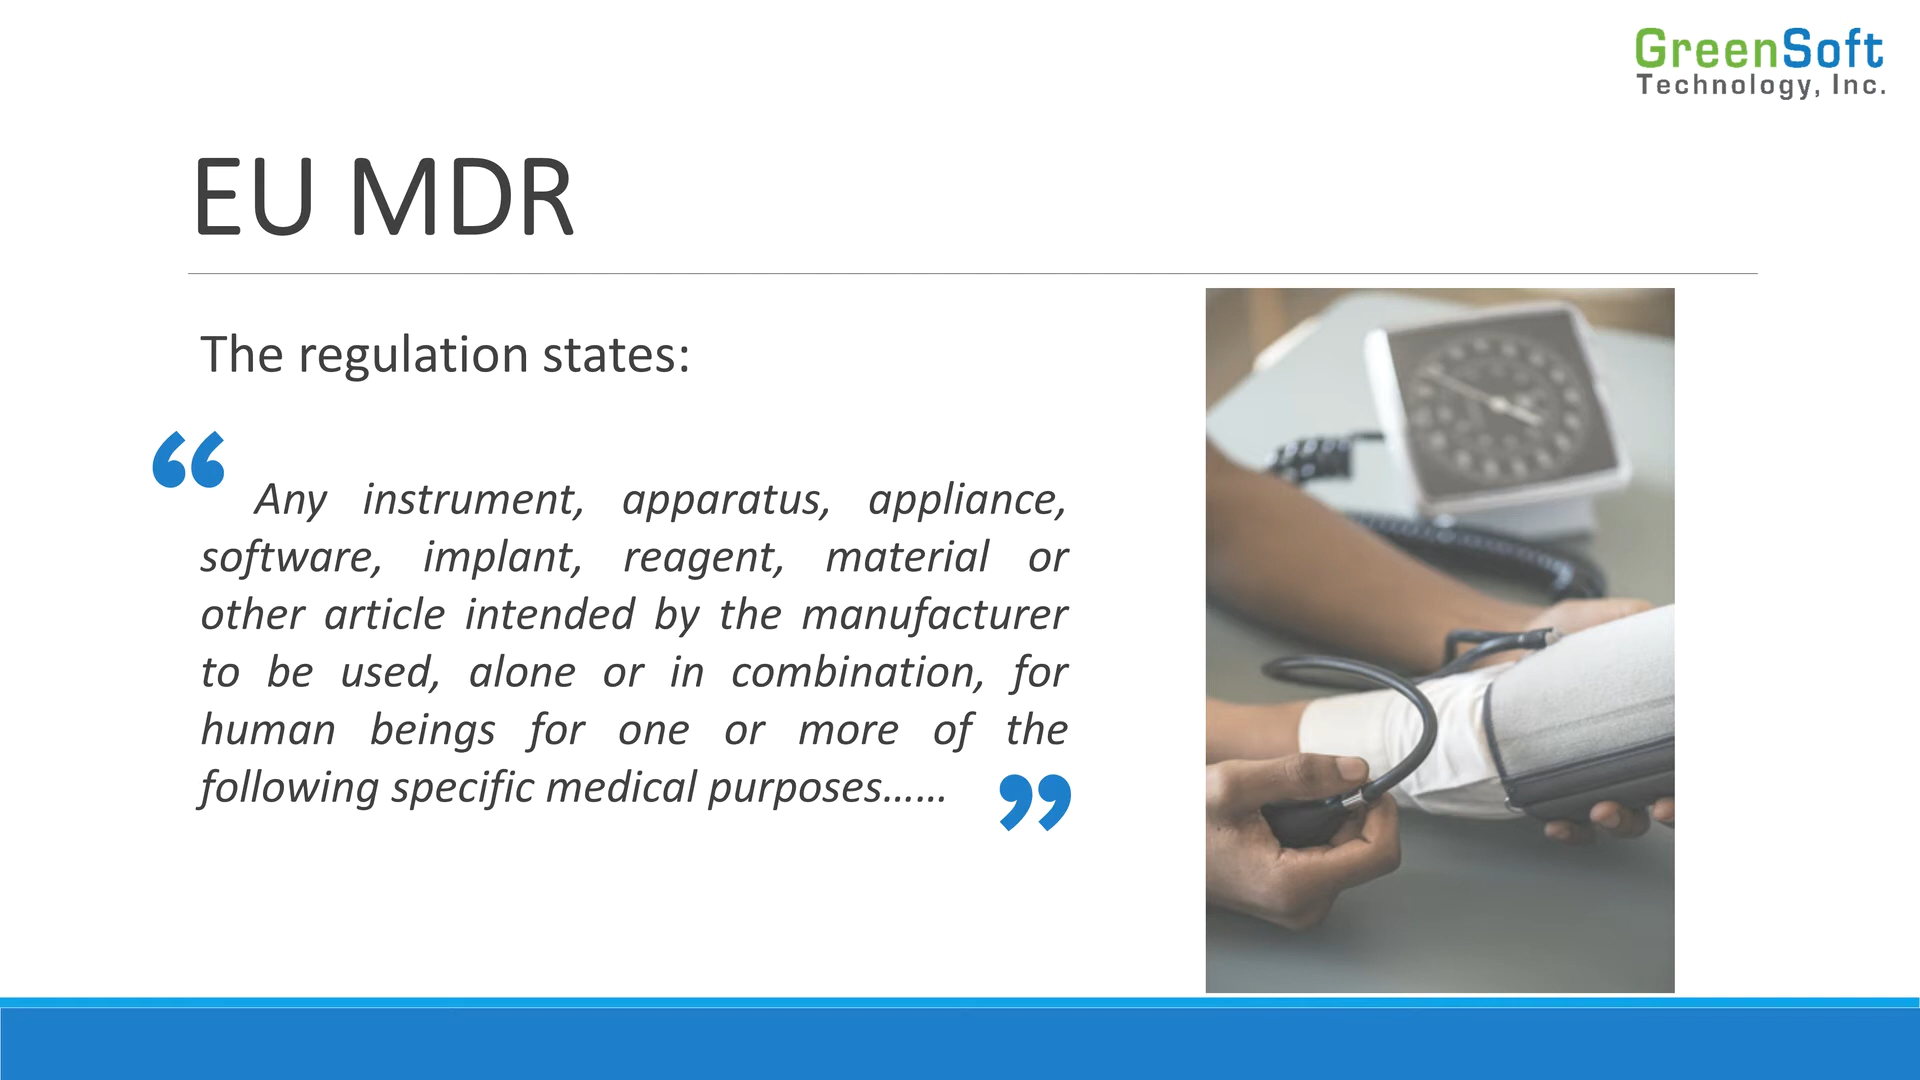 GreenSoft
Technology, Inc.
EU MDR
The regulation states:
“ Any instrument, apparatus, appliance,
software, implant, reagent, material or
other article intended by the manufacturer
to be used, alone or in combination, for
human beings for one or more of the
following specific medical purposes…… ”